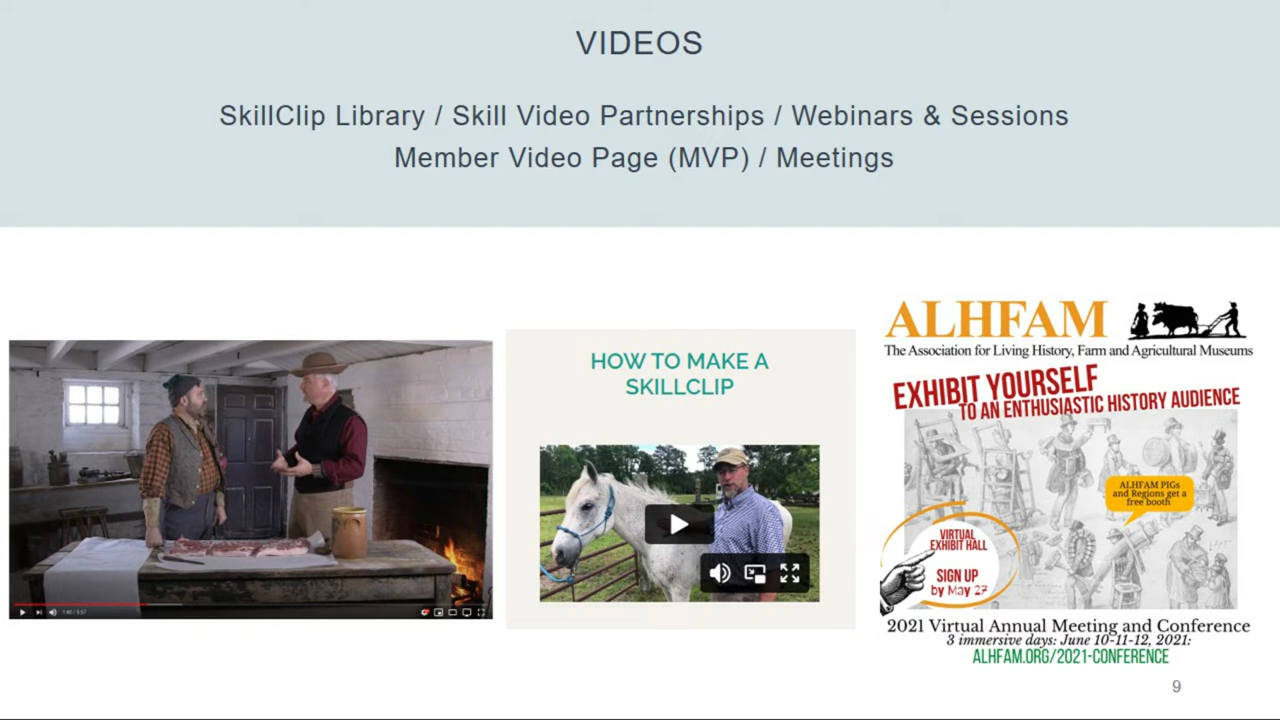 VIDEOS
SkillClip Library / Skill Video Partnerships / Webinars & Sessions
Member Video Page (MVP) / Meetings
HOW TO MAKE A
SKILLCLIP
ALHFAM
The Association for Living History, Farm and Agricultural Museums
EXHIBIT YOURSELF
TO AN ENTHUSIASTIC HISTORY AUDIENCE
ALHFAM PIGs
and Regions get a
free booth
VIRTUAL
EXHIBIT HALL
SIGN UP
by May 27
2021 Virtual Annual Meeting and Conference
3 immersive days: June 10-11-12, 2021:
ALHFAM.ORG/2021-CONFERENCE
9